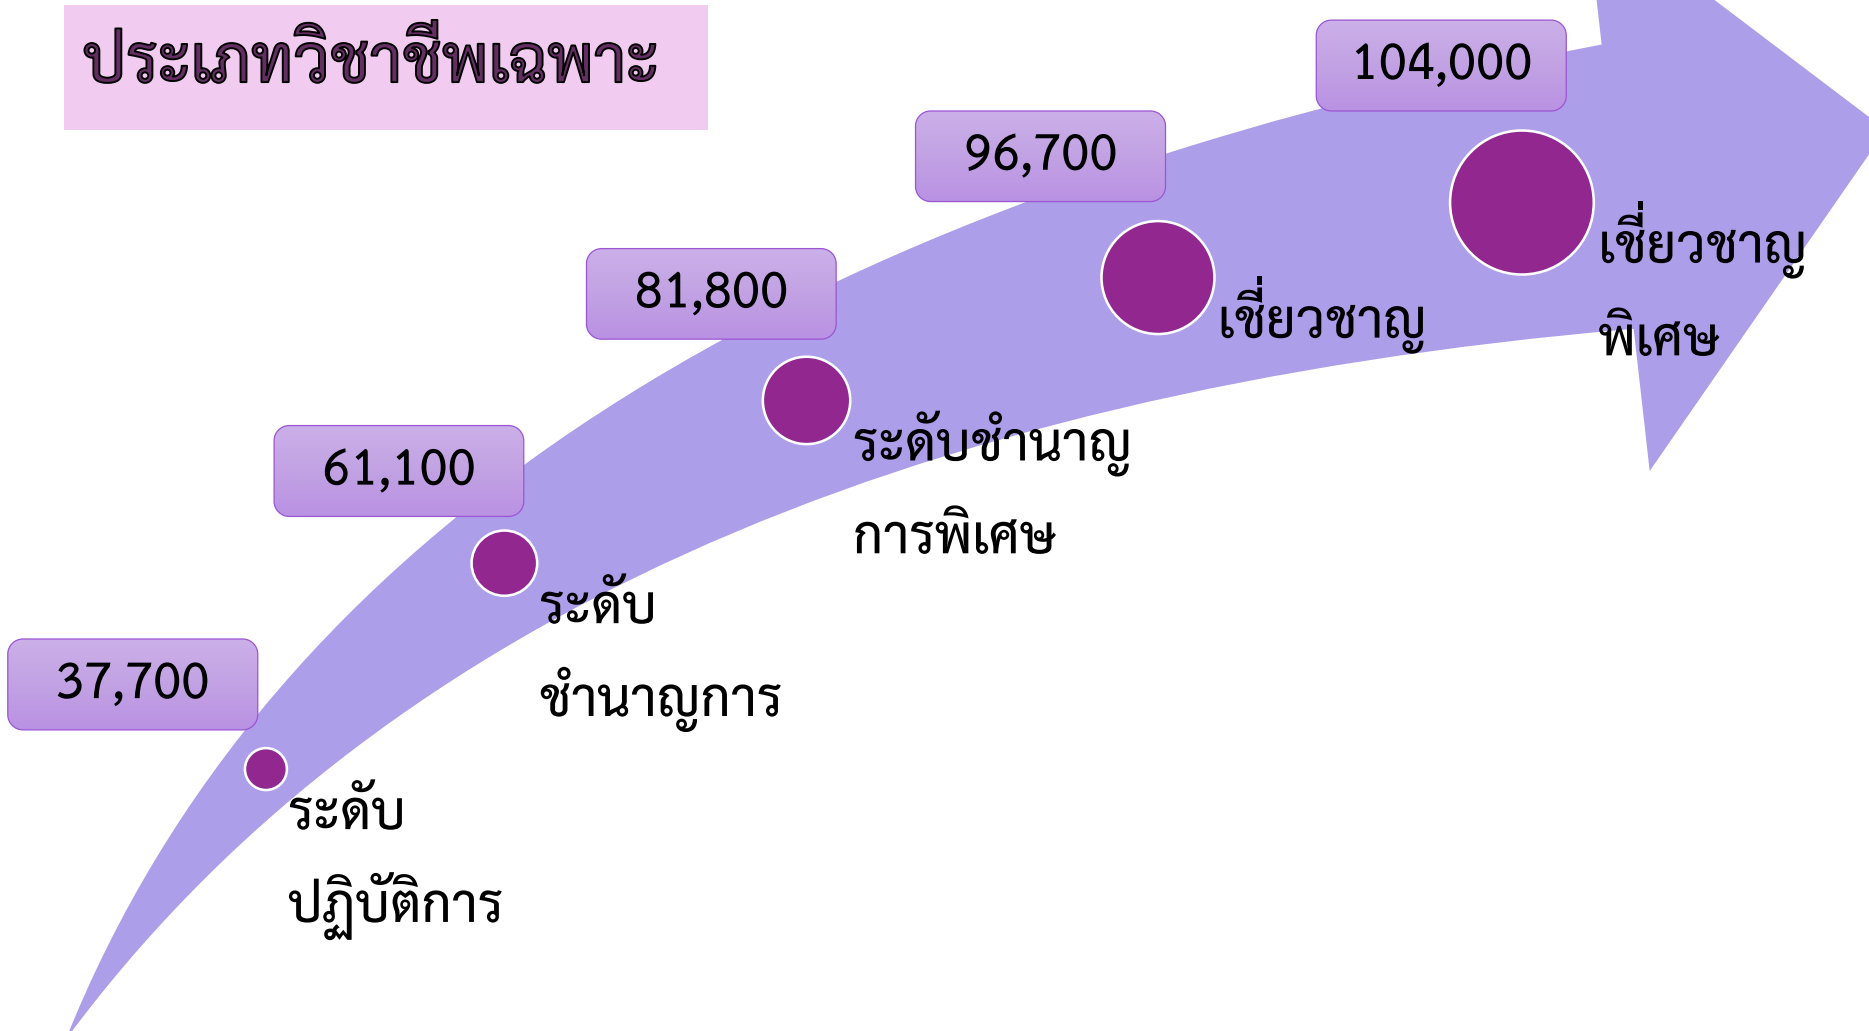 ประเภทวิชาชีพเฉพาะ
37,700
ระดับ
ปฏิบัติการ
61,100
ระดับ
ชำนาญการ
81,800
ระดับชำนาญ
การพิเศษ
96,700
เชี่ยวชาญ
104,000
เชี่ยวชาญ
พิเศษ